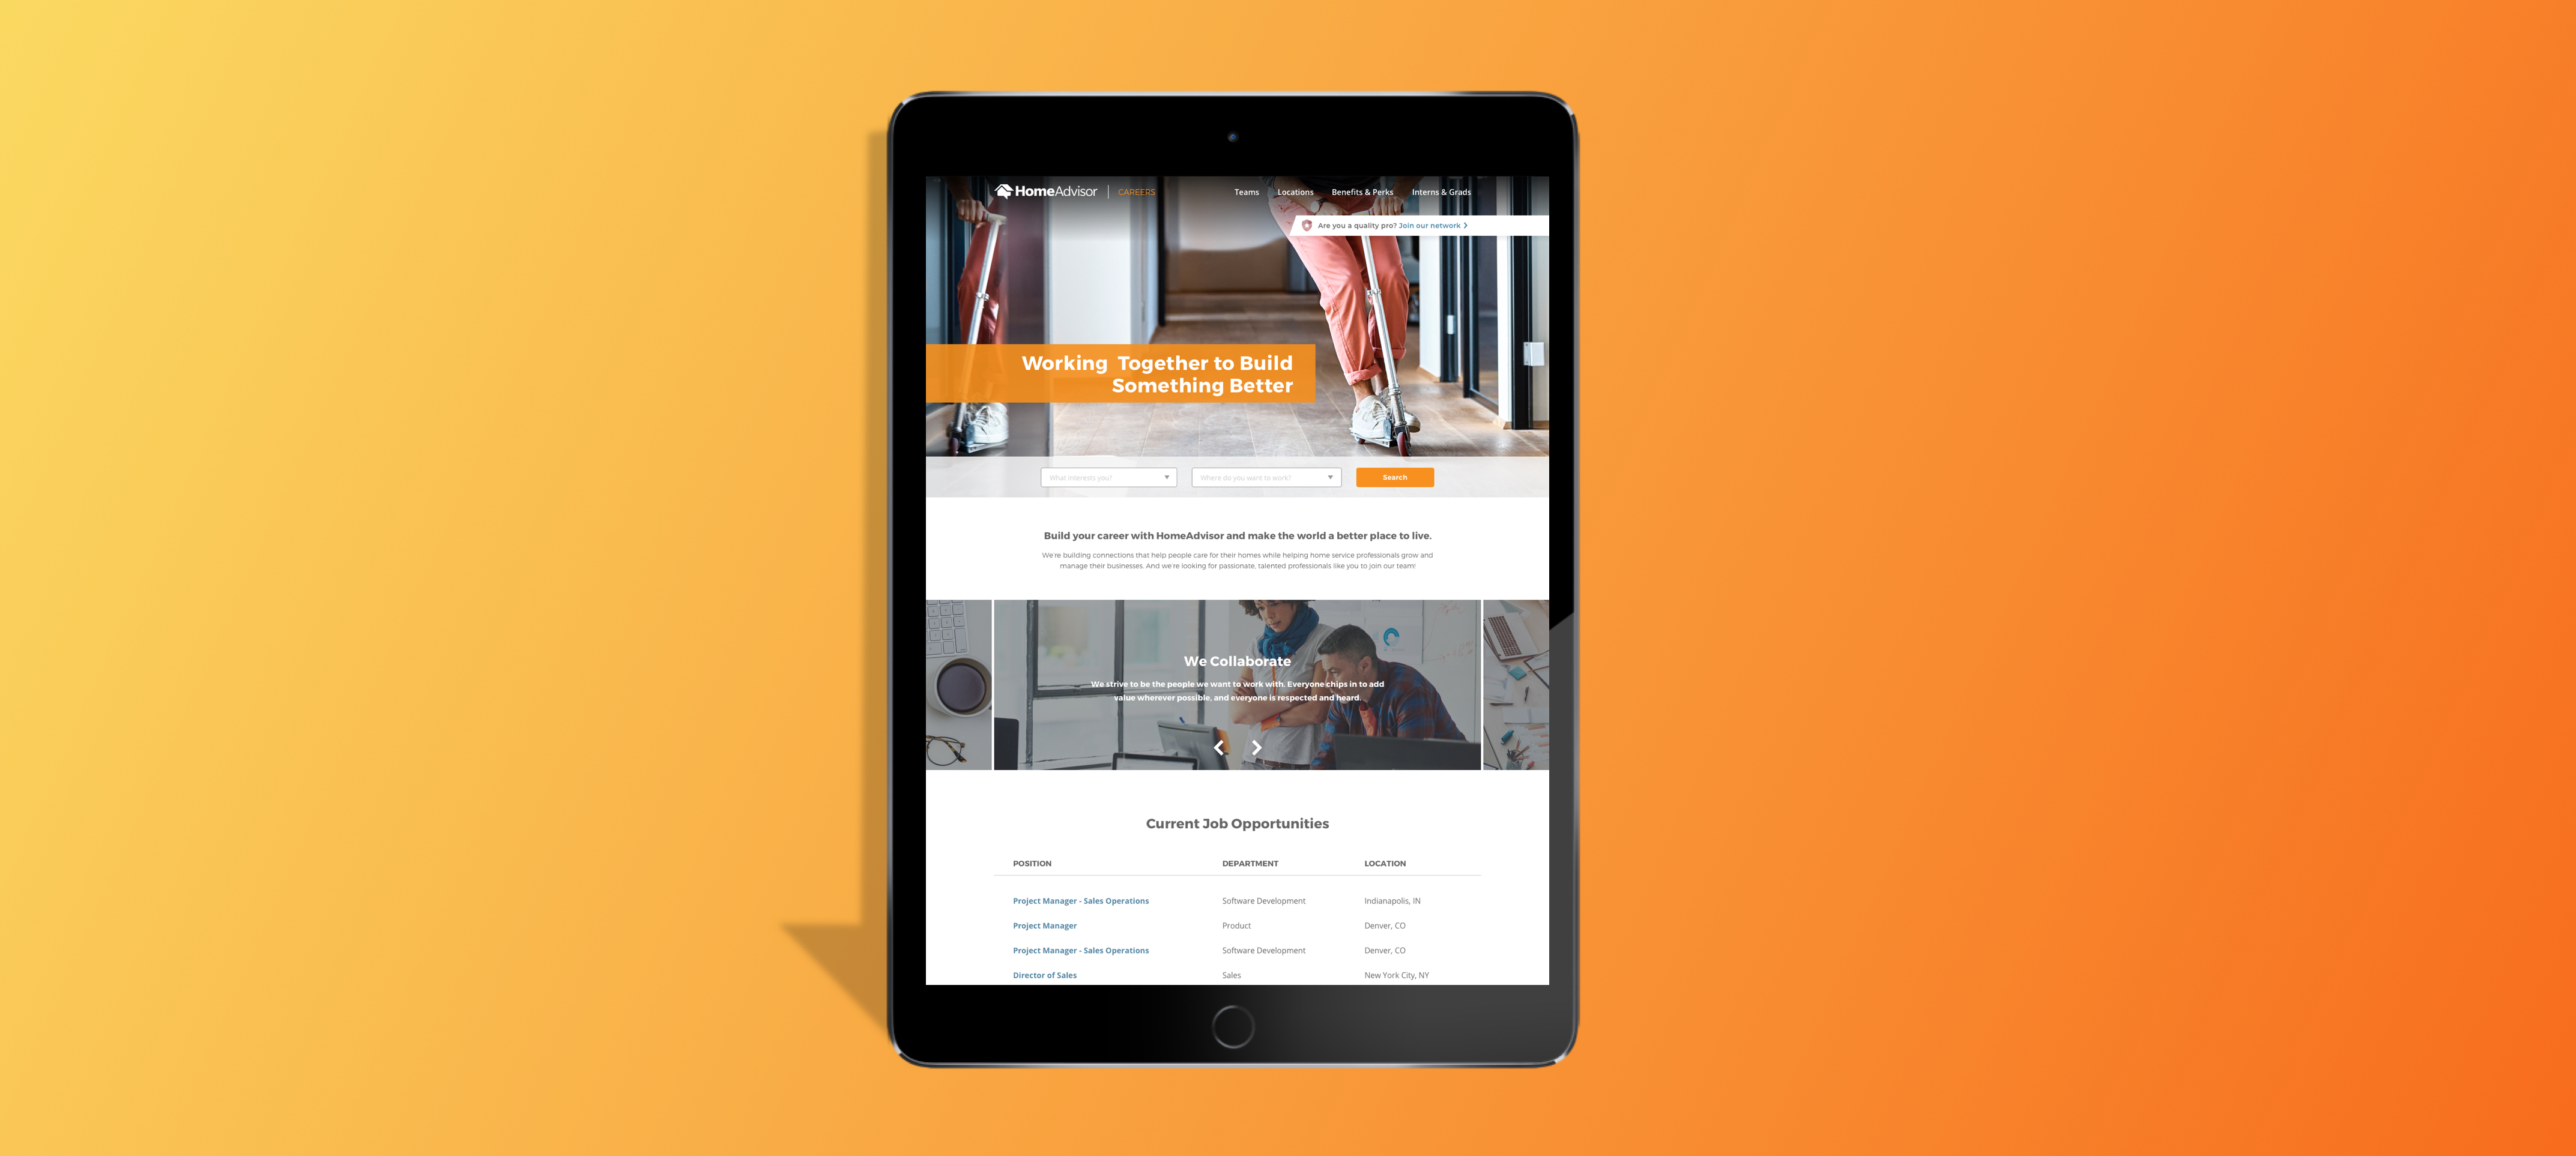 HomeAdvisor CAREERS Teams Locations Benefits & Perks Interns & Grads
Are you a quality pro? Join our network
Working Together to Build
Something Better
What interests you? Where do you want to work? Search
Build your career with HomeAdvisor and make the world a better place to live.
We're building connections that help people care for their homes while helping home service professionals grow and
manage their businesses. And we're looking for passionate, talented professionals like you to join our team!
We Collaborate
We strive to be the people we want to work with. Everyone chips in to add
value wherever possible, and everyone is respected and heard.
Current Job Opportunities
POSITION DEPARTMENT LOCATION
Project Manager - Sales Operations Software Development Indianapolis, IN
Project Manager Product Denver, CO
Project Manager - Sales Operations Software Development Denver, CO
Director of Sales Sales New York City, NY